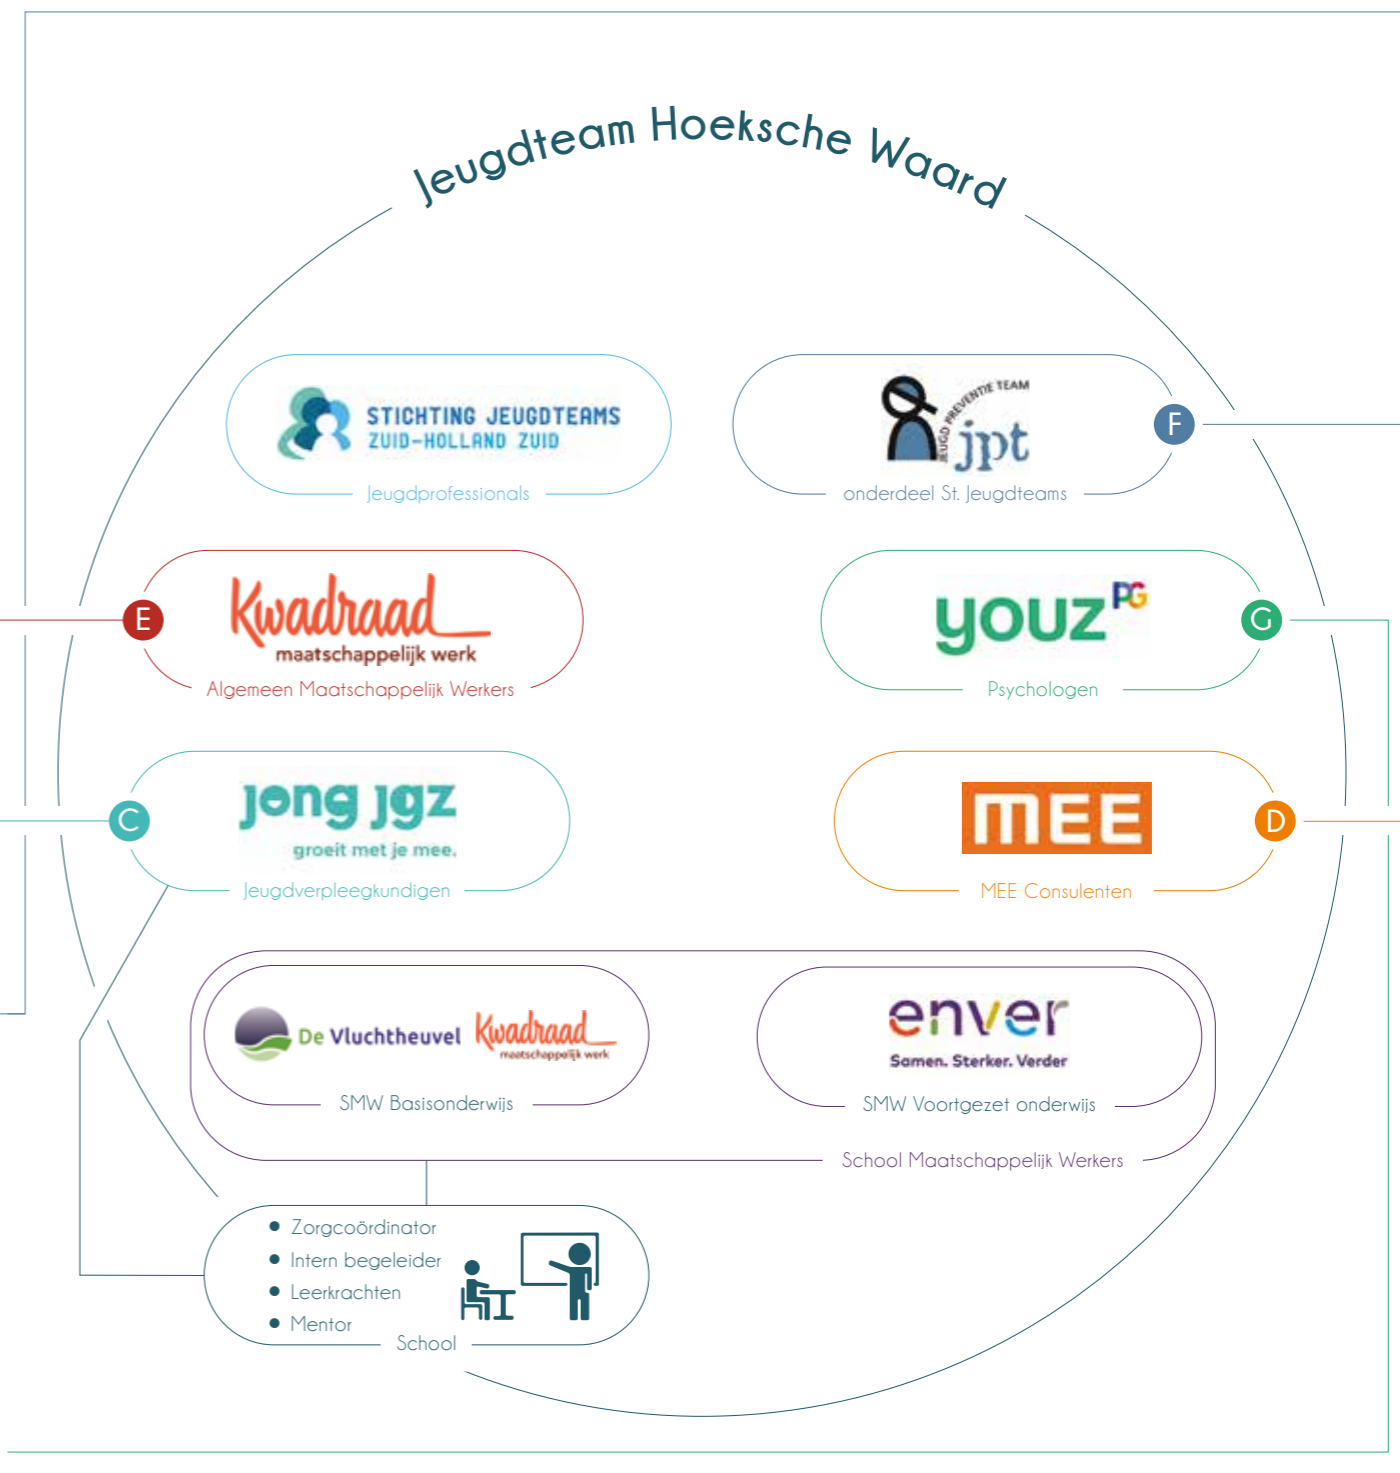 Jeugdteam Hoeksche Waard
STICHTING JEUGDTEAMS
ZUID-HOLLAND ZUID
Jeugdprofessionals
JEUGD PREVENTIE TEAM
jpt
F
onderdeel St. Jeugdteams
E
Kwadraad
maatschappelijk werk
Algemeen Maatschappelijk Werkers
youz PG
G
Psychologen
C
jong jgz
groeit met je mee.
Jeugdverpleegkundigen
MEE
D
MEE Consulenten
De Vluchtheuvel
Kwadraad
maatschappelijk werk
SMW Basisonderwijs
enver
Samen. Sterker. Verder
SMW Voortgezet onderwijs
School Maatschappelijk Werkers
• Zorgcoördinator
• Intern begeleider
• Leerkrachten
• Mentor
School